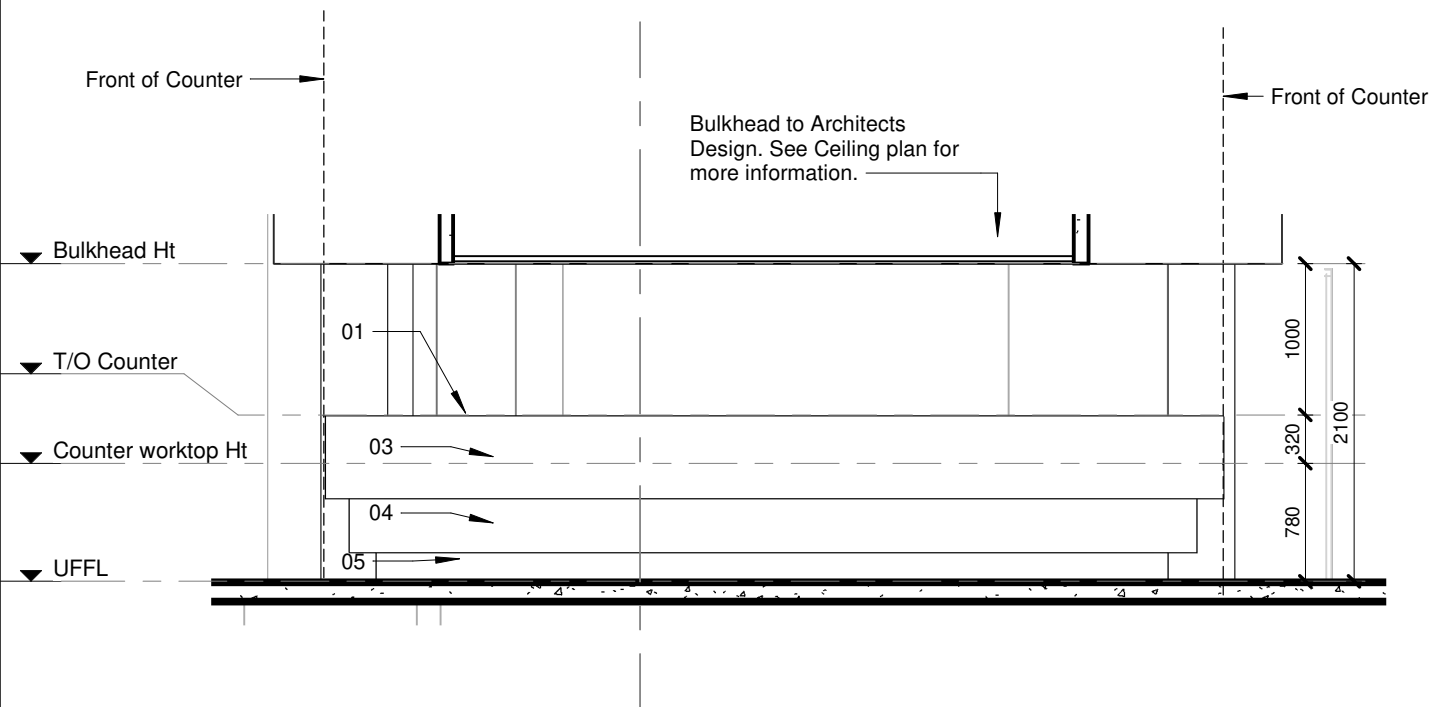 Front of Counter
Front of Counter
Bulkhead to Architects
Design. See Ceiling plan for
more information.
Bulkhead Ht
01
1000
T/O Counter
2100
03
320
Counter worktop Ht
04
780
05
UFFL